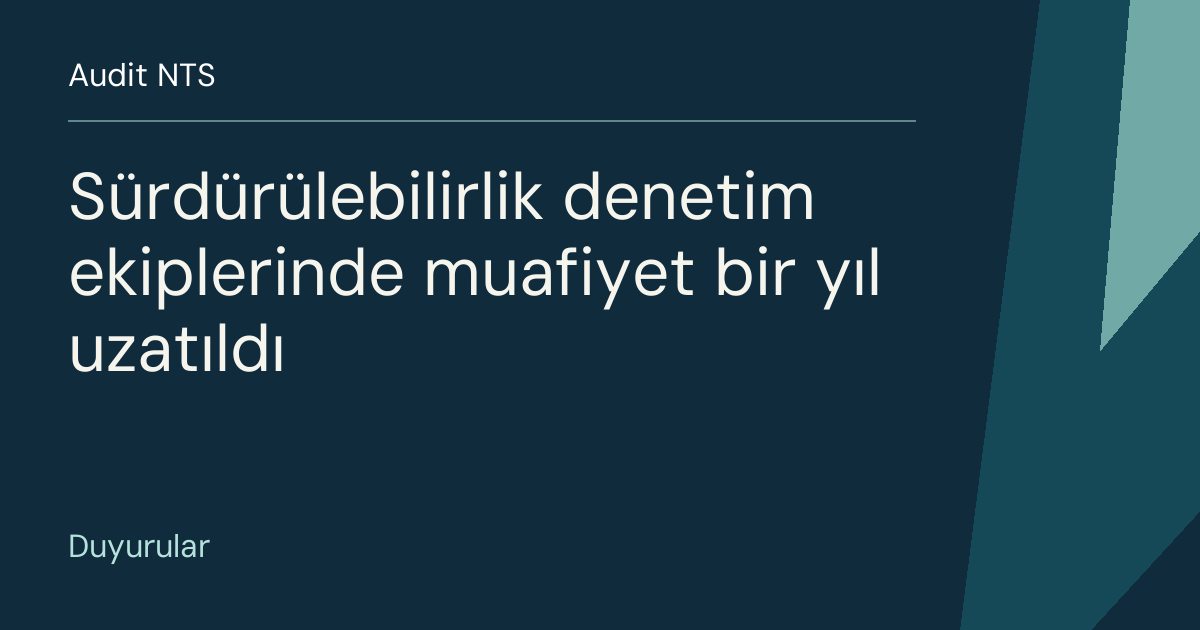 Audit NTS
Sürdürülebilirlik denetim
ekiplerinde muafiyet bir yıl
uzatıldı
Duyurular